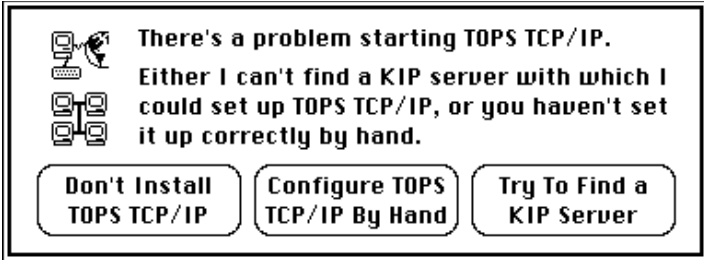 There's a problem starting TOPS TCP/IP.
Either I can't find a KIP server with which I
could set up TOPS TCP/IP, or you haven't set
it up correctly by hand.
Don't Install
TOPS TCP/IP
Configure TOPS
TCP/IP By Hand
Try To Find a
KIP Server